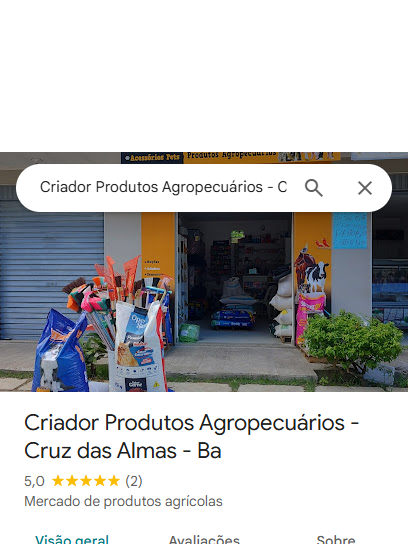 Acessórios Pets
Produtos Agropecuários
Criador Produtos Agropecuários - C
Criador Produtos Agropecuários -
Cruz das Almas - Ba
5,0 ★★★★★ (2)
Mercado de produtos agrícolas
Visão geral
Avaliações
Sobre